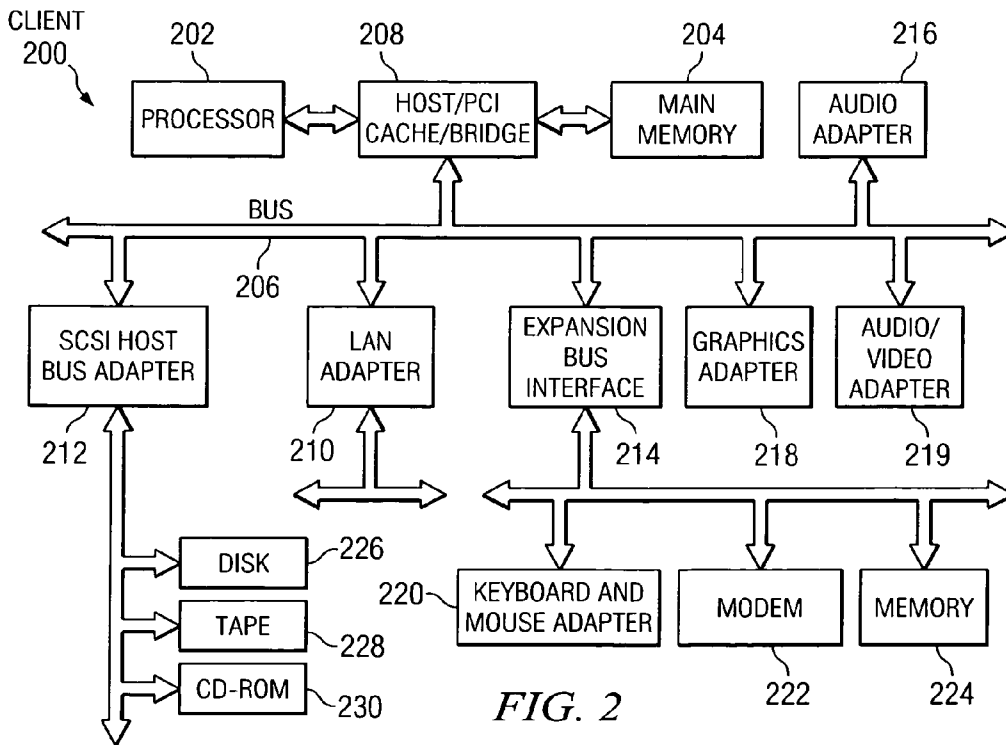 CLIENT
200
202
208
204
216
PROCESSOR
HOST/PCI
CACHE/BRIDGE
MAIN
MEMORY
AUDIO
ADAPTER
BUS
206
SCSI HOST
BUS ADAPTER
LAN
ADAPTER
EXPANSION
BUS
INTERFACE
GRAPHICS
ADAPTER
AUDIO/
VIDEO
ADAPTER
212
210
214
218
219
DISK
226
TAPE
228
CD-ROM
230
220
KEYBOARD AND
MOUSE ADAPTER
MODEM
MEMORY
222
224
FIG. 2